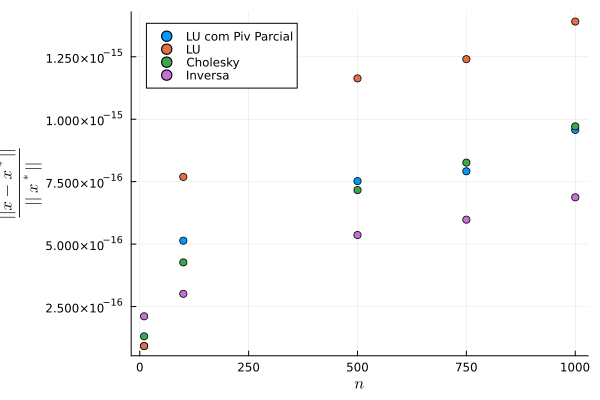 LU com Piv Parcial
LU
Cholesky
Inversa
1.250×10⁻¹⁵
1.000×10⁻¹⁵
7.500×10⁻¹⁶
5.000×10⁻¹⁶
2.500×10⁻¹⁶
||x − x*||
||x*||
0 250 500 750 1000
n